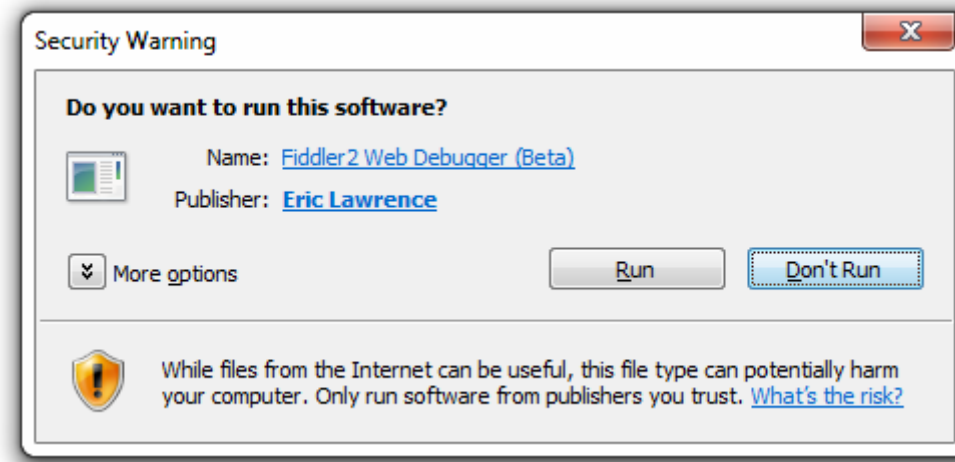 Security Warning
Do you want to run this software?
Name: Fiddler2 Web Debugger (Beta)
Publisher: Eric Lawrence
More options
Run
Don't Run
While files from the Internet can be useful, this file type can potentially harm
your computer. Only run software from publishers you trust. What's the risk?